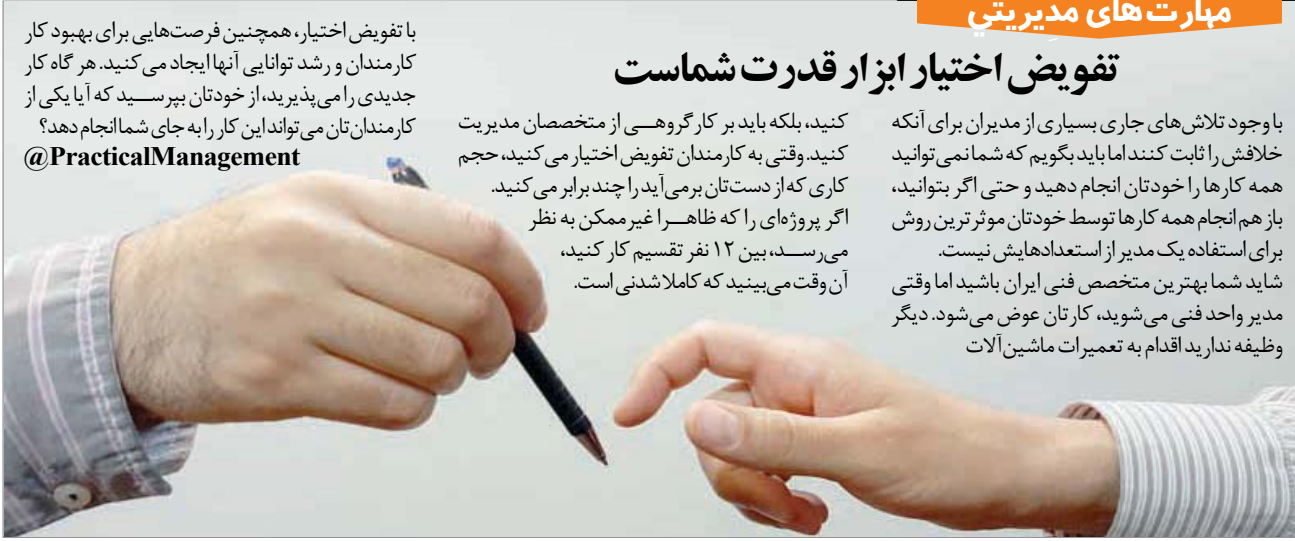 مهارت‌های مدیریتی
تفویض اختیار ابزار قدرت شماست
با وجود تلاش‌های جاری بسیاری از مدیران برای آنکه
خلافش را ثابت کنند اما باید بگویم که شما نمی‌توانید
همه کارها را خودتان انجام دهید و حتی اگر بتوانید،
باز هم انجام همه کارها توسط خودتان موثرترین روش
برای استفاده یک مدیر از استعدادهایش نیست.
شاید شما بهترین متخصص فنی ایران باشید اما وقتی
مدیر واحد فنی می‌شوید، کارتان عوض می‌شود. دیگر
وظیفه ندارید اقدام به تعمیرات ماشین‌آلات
کنید، بلکه باید بر کار گروهی از متخصصان مدیریت
کنید. وقتی به کارمندان تفویض اختیار می‌کنید، حجم
کاری که از دست‌تان برمی‌آید را چند برابر می‌کنید.
اگر پروژه‌ای را که ظاهرا غیرممکن به نظر
می‌رسد، بین ۱۲ نفر تقسیم کار کنید،
آن وقت می‌بینید که کاملا شدنی است.
با تفویض اختیار، همچنین فرصت‌هایی برای بهبود کار
کارمندان و رشد توانایی آنها ایجاد می‌کنید. هر گاه کار
جدیدی را می‌پذیرید، از خودتان بپرسید که آیا یکی از
کارمندان‌تان می‌تواند این کار را به جای شما انجام دهد؟
@PracticalManagement